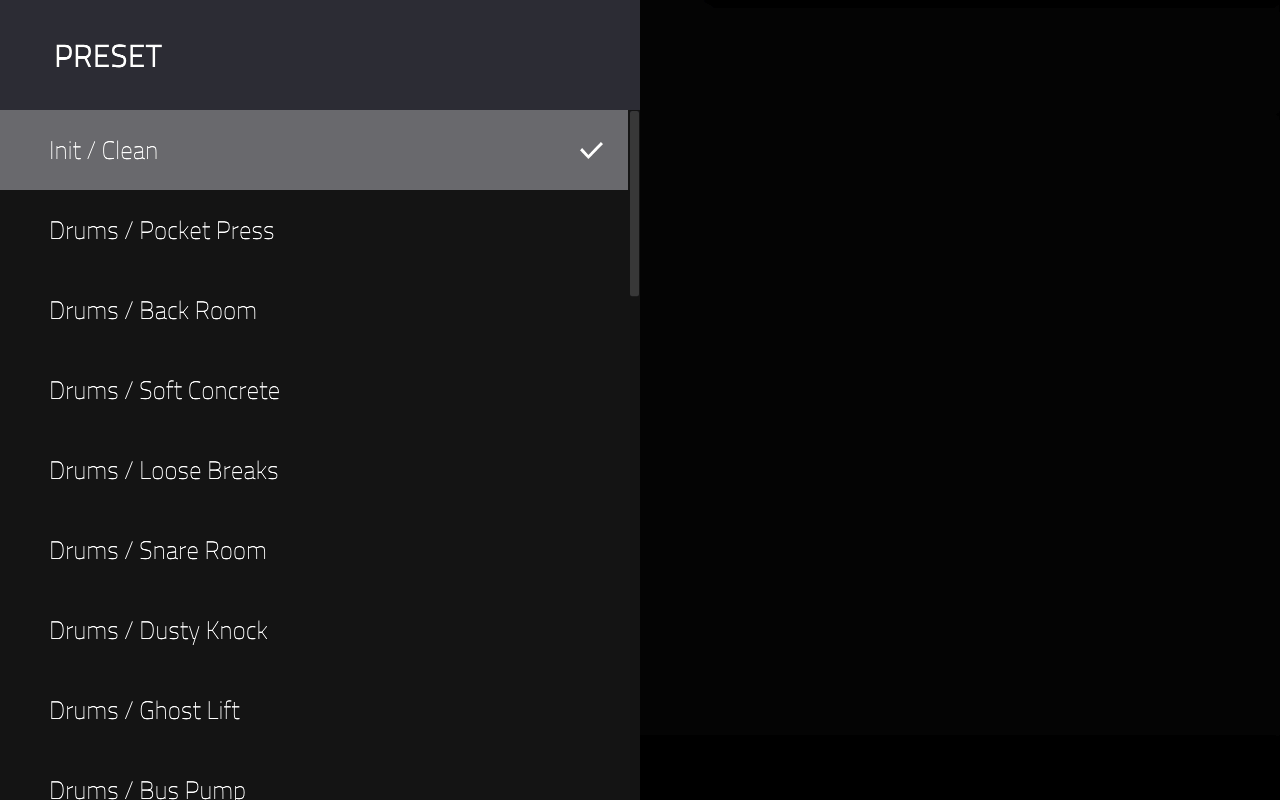 PRESET
Init / Clean
Drums / Pocket Press
Drums / Back Room
Drums / Soft Concrete
Drums / Loose Breaks
Drums / Snare Room
Drums / Dusty Knock
Drums / Ghost Lift
Drums / Bus Pump